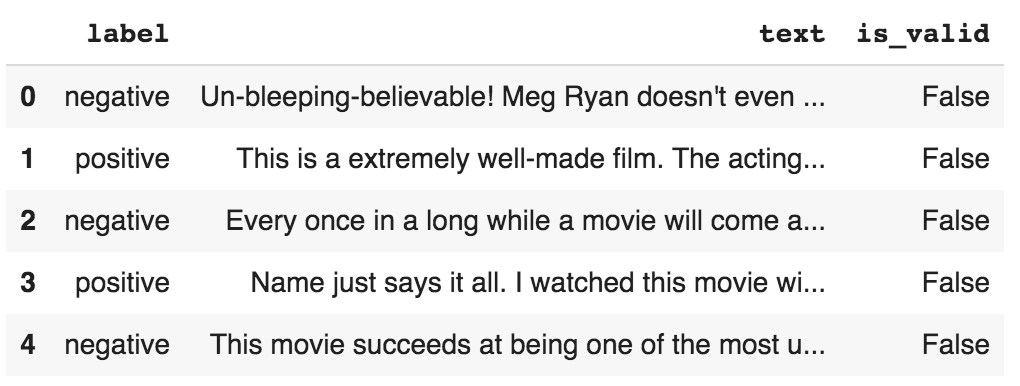 label text is_valid
0 negative Un-bleeping-believable! Meg Ryan doesn't even ... False
1 positive This is a extremely well-made film. The acting... False
2 negative Every once in a long while a movie will come a... False
3 positive Name just says it all. I watched this movie wi... False
4 negative This movie succeeds at being one of the most u... False